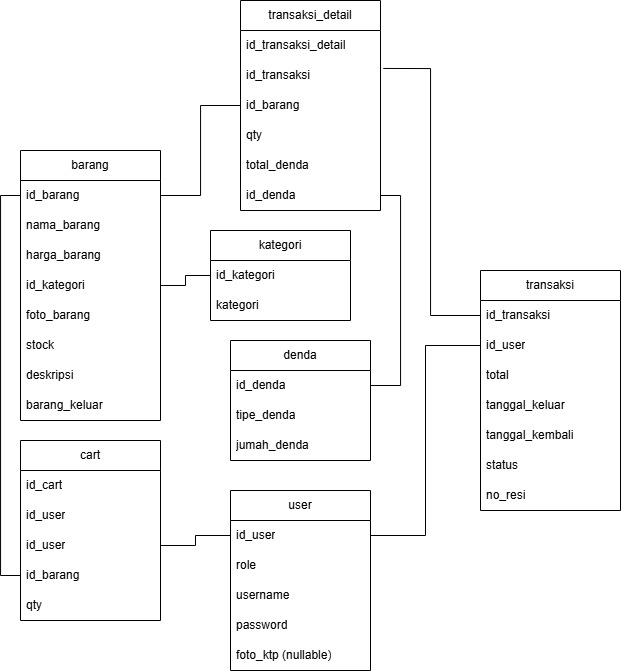 transaksi_detail
id_transaksi_detail
id_transaksi
id_barang
qty
total_denda
id_denda
barang
id_barang
nama_barang
harga_barang
id_kategori
foto_barang
stock
deskripsi
barang_keluar
kategori
id_kategori
kategori
transaksi
id_transaksi
id_user
total
tanggal_keluar
tanggal_kembali
status
no_resi
denda
id_denda
tipe_denda
jumah_denda
cart
id_cart
id_user
id_user
id_barang
qty
user
id_user
role
username
password
foto_ktp (nullable)